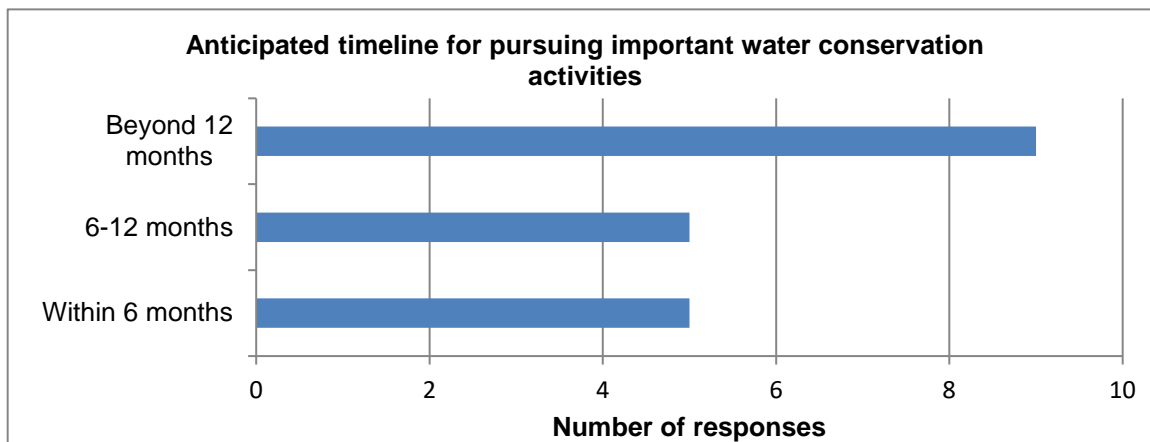 Anticipated timeline for pursuing important water conservation
activities
Beyond 12
months
6-12 months
Within 6 months
0 2 4 6 8 10
Number of responses